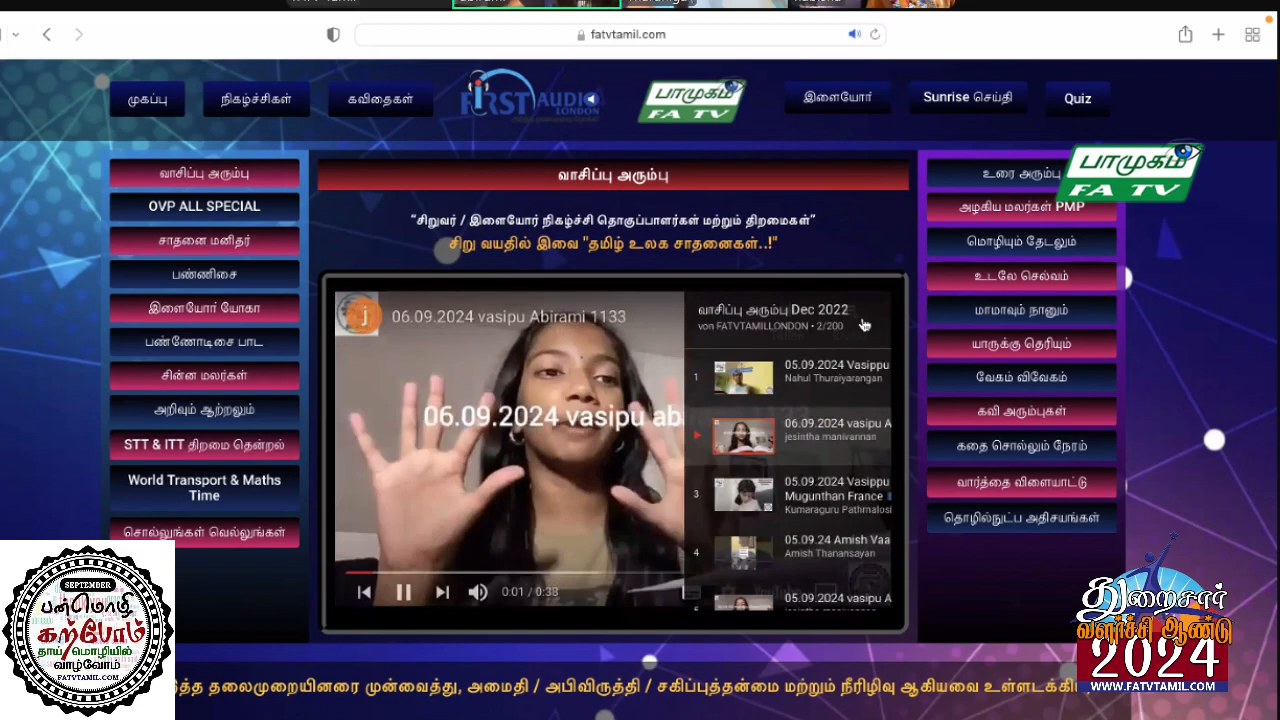 fatvtamil.com
முகப்பு
நிகழ்ச்சிகள்
கவிதைகள்
FIRST AUDIO
LONDON
பாமுகம்
FA TV
இளையோர்
Sunrise செய்தி
Quiz
வாசிப்பு அரும்பு
OVP ALL SPECIAL
சாதனை மனிதர்
பண்ணிசை
இளையோர் யோகா
பண்ணோடிசை பாட
சின்ன மலர்கள்
அறிவும் ஆற்றலும்
STT & ITT திறமை தென்றல்
World Transport & Maths
Time
சொல்லுங்கள் வெல்லுங்கள்
வாசிப்பு அரும்பு
“சிறுவர் / இளையோர் நிகழ்ச்சி தொகுப்பாளர்கள் மற்றும் திறமைகள்”
சிறு வயதில் இவை "தமிழ் உலக சாதனைகள்..!"
j
06.09.2024 vasipu Abirami 1133
06.09.2024 vasipu ab
வாசிப்பு அரும்பு Dec 2022
von FATVTAMILLONDON • 2/200
1
05.09.2024 Vasippu
Nahul Thuraiyarangan
06.09.2024 vasipu A
jesintha manivannan
3
05.09.2024 Vasippu
Mugunthan France
Kumaraguru Pathmalosi
4
05.09.24 Amish Vaa
Amish Thanansayan
05.09.2024 vasipu A
jesintha manivannan
0:01 / 0:38
உரை அரும்பு
பாமுகம்
FA TV
அழகிய மலர்கள் PMP
மொழியும் தேடலும்
உடலே செல்வம்
மாமாவும் நானும்
யாருக்கு தெரியும்
வேகம் விவேகம்
கவி அரும்புகள்
கதை சொல்லும் நேரம்
வார்த்தை விளையாட்டு
தொழில்நுட்ப அதிசயங்கள்
SEPTEMBER
பன்மொழி
கற்போம்
தாய் மொழியில்
வாழ்வோம்
FATVTAMIL.COM
துறைசார்
வளர்ச்சி ஆண்டு
2024
WWW.FATVTAMIL.COM
தலைமுறையினரை முன்வைத்து, அமைதி / அபிவிருத்தி / சகிப்புத்தன்மை மற்றும் நீரிழிவு ஆகியவை